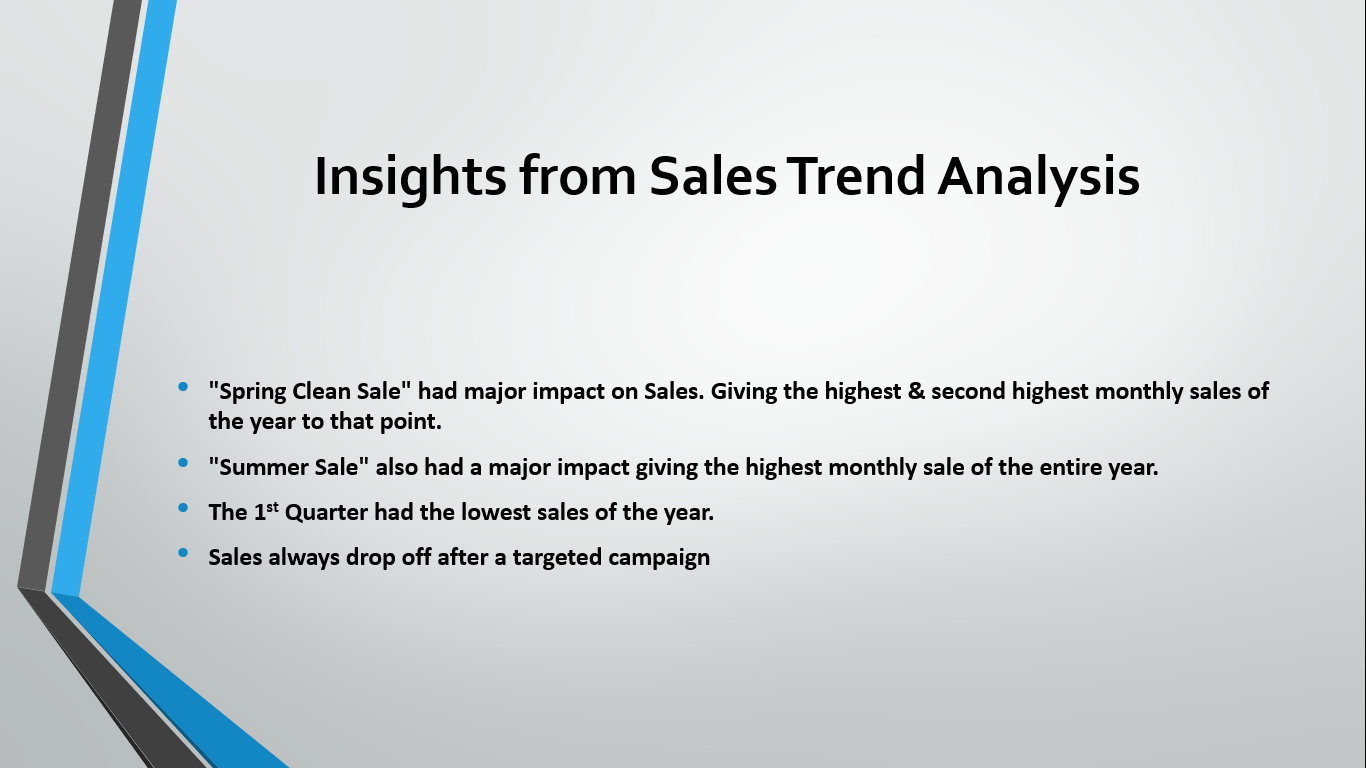 Insights from Sales Trend Analysis
• "Spring Clean Sale" had major impact on Sales. Giving the highest & second highest monthly sales of
the year to that point.
• "Summer Sale" also had a major impact giving the highest monthly sale of the entire year.
• The 1st Quarter had the lowest sales of the year.
• Sales always drop off after a targeted campaign